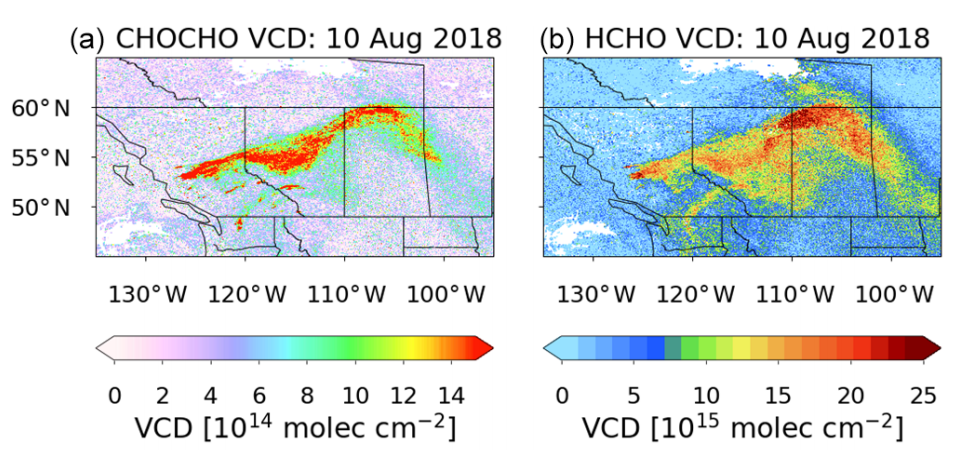 (a) CHOCHO VCD: 10 Aug 2018
60°N
55°N
50°N
130°W 120°W 110°W 100°W
0 2 4 6 8 10 12 14
VCD [10¹⁴ molec cm⁻²]
(b) HCHO VCD: 10 Aug 2018
130°W 120°W 110°W 100°W
0 5 10 15 20 25
VCD [10¹⁵ molec cm⁻²]